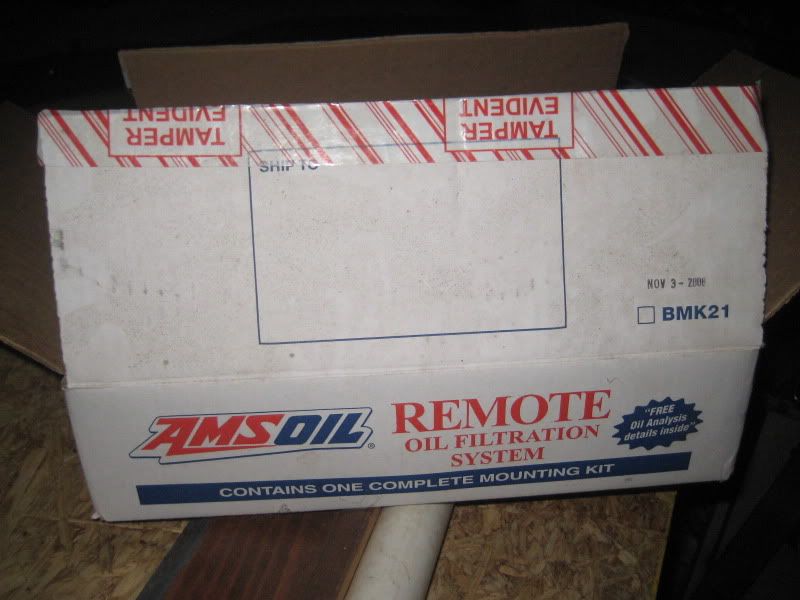 TAMPER
EVIDENT
TAMPER
EVIDENT
SHIP TO
NOV 3 - 2000
BMK21
AMSOIL®
REMOTE
OIL FILTRATION
SYSTEM
"FREE
Oil Analysis
details inside"
CONTAINS ONE COMPLETE MOUNTING KIT